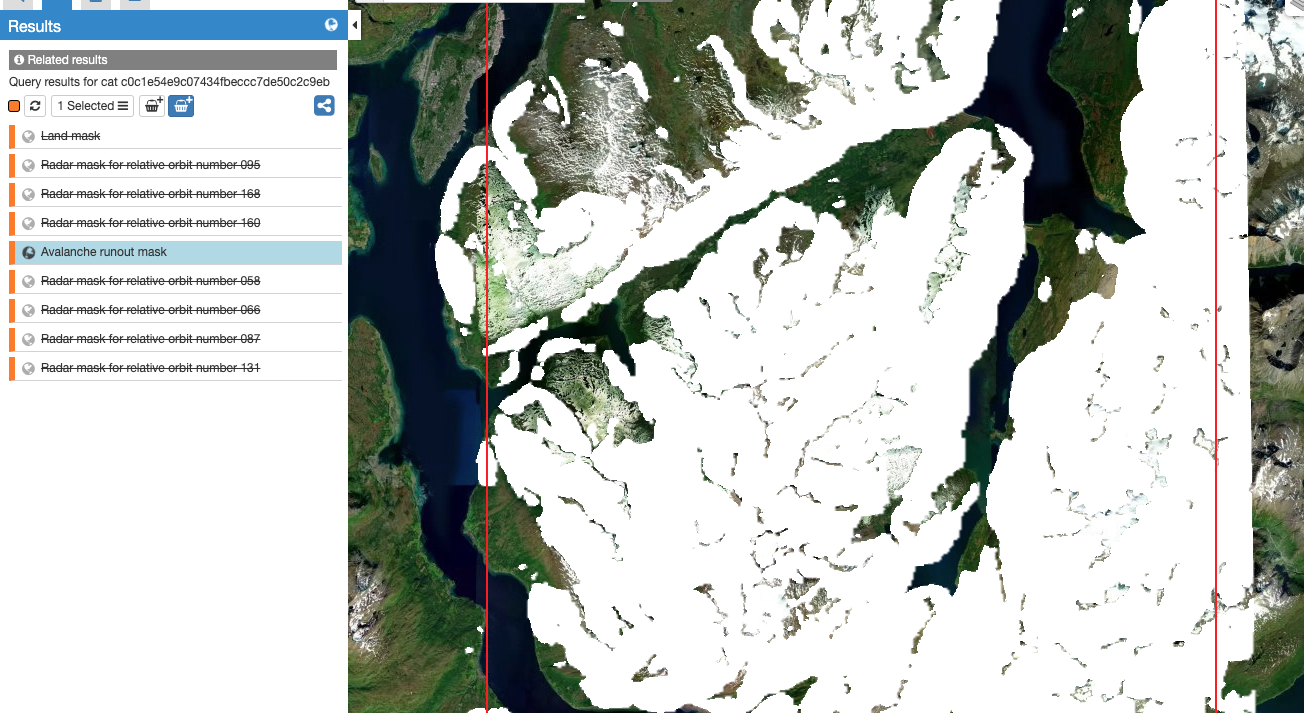 Results
Related results
Query results for cat c0c1e54e9c07434fbeccc7de50c2c9eb
1 Selected
Land mask
Radar mask for relative orbit number 095
Radar mask for relative orbit number 168
Radar mask for relative orbit number 160
Avalanche runout mask
Radar mask for relative orbit number 058
Radar mask for relative orbit number 066
Radar mask for relative orbit number 087
Radar mask for relative orbit number 131